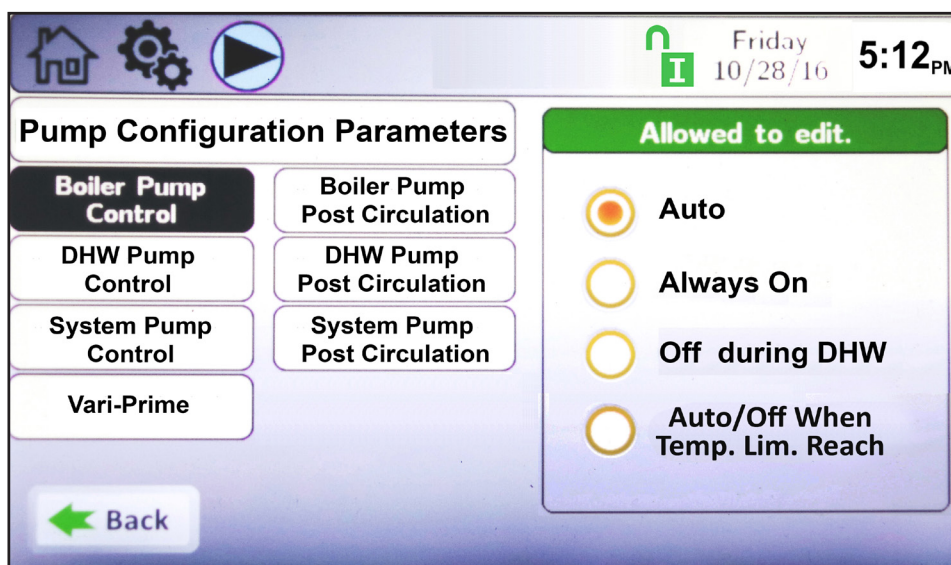 Friday
10/28/16
5:12 PM
I
Pump Configuration Parameters
Boiler Pump
Control
Boiler Pump
Post Circulation
DHW Pump
Control
DHW Pump
Post Circulation
System Pump
Control
System Pump
Post Circulation
Vari-Prime
Back
Allowed to edit.
Auto
Always On
Off during DHW
Auto/Off When
Temp. Lim. Reach